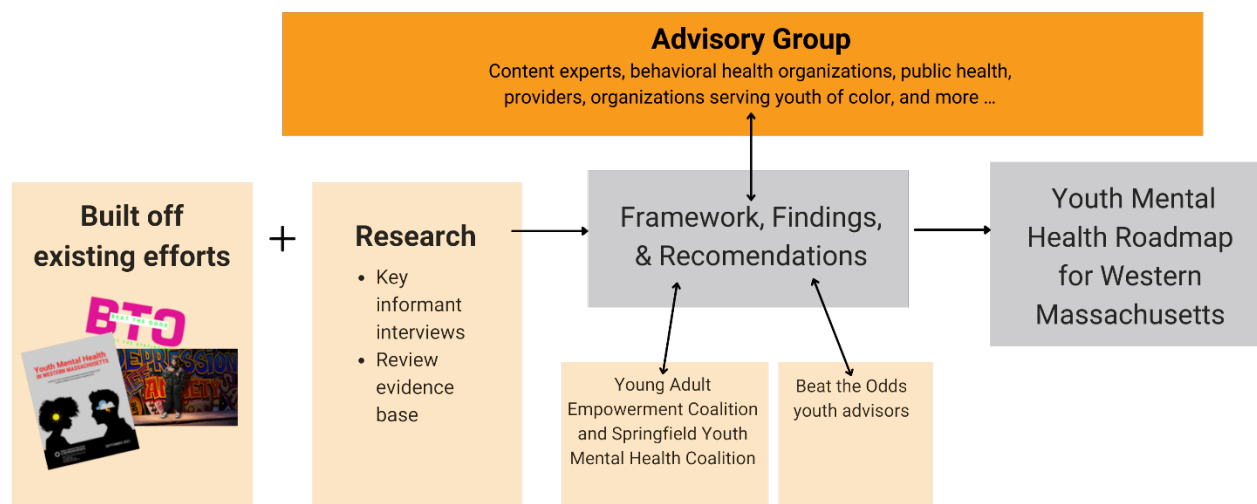 Advisory Group
Content experts, behavioral health organizations, public health,
providers, organizations serving youth of color, and more ...
Built off
existing efforts
BTO
BEAT THE ODDS
Youth Mental Health
IN WESTERN MASSACHUSETTS
DEPRESSION
ANXIETY
+
Research
• Key
informant
interviews
• Review
evidence
base
Framework, Findings,
& Recomendations
Young Adult
Empowerment Coalition
and Springfield Youth
Mental Health Coalition
Beat the Odds
youth advisors
Youth Mental
Health Roadmap
for Western
Massachusetts